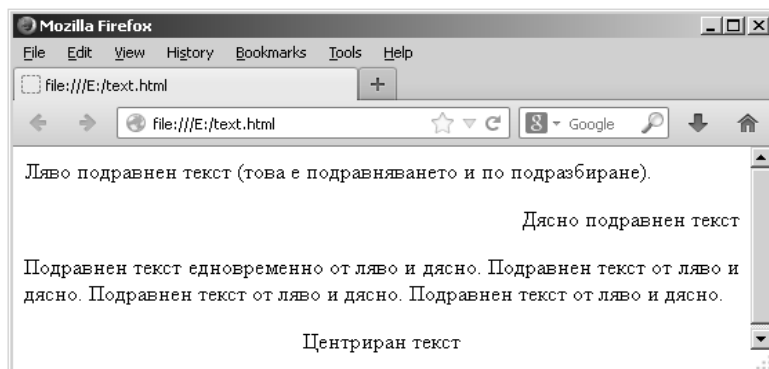 Mozilla Firefox
File Edit View History Bookmarks Tools Help
file:///E:/text.html
file:///E:/text.html Google
Ляво подравнен текст (това е подравняването и по подразбиране).
Дясно подравнен текст
Подравнен текст едновременно от ляво и дясно. Подравнен текст от ляво и
дясно. Подравнен текст от ляво и дясно. Подравнен текст от ляво и дясно.
Центриран текст